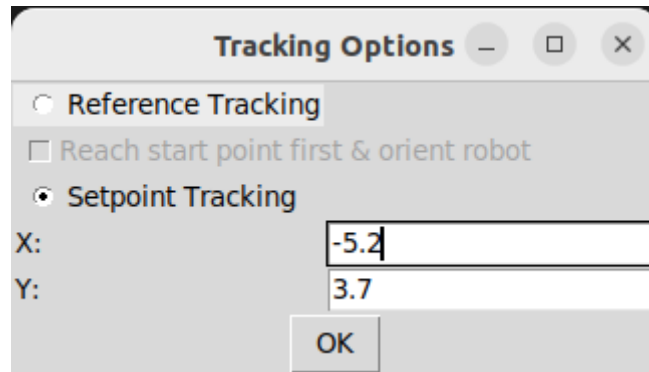 Tracking Options
Reference Tracking
Reach start point first & orient robot
Setpoint Tracking
X: -5.2
Y: 3.7
OK